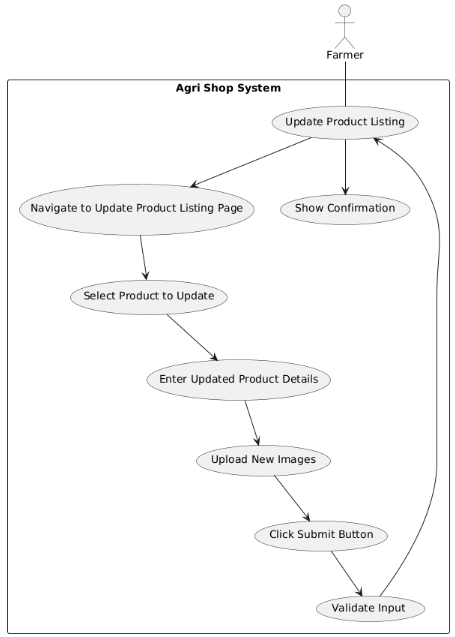 Farmer
Agri Shop System
Update Product Listing
Navigate to Update Product Listing Page
Show Confirmation
Select Product to Update
Enter Updated Product Details
Upload New Images
Click Submit Button
Validate Input